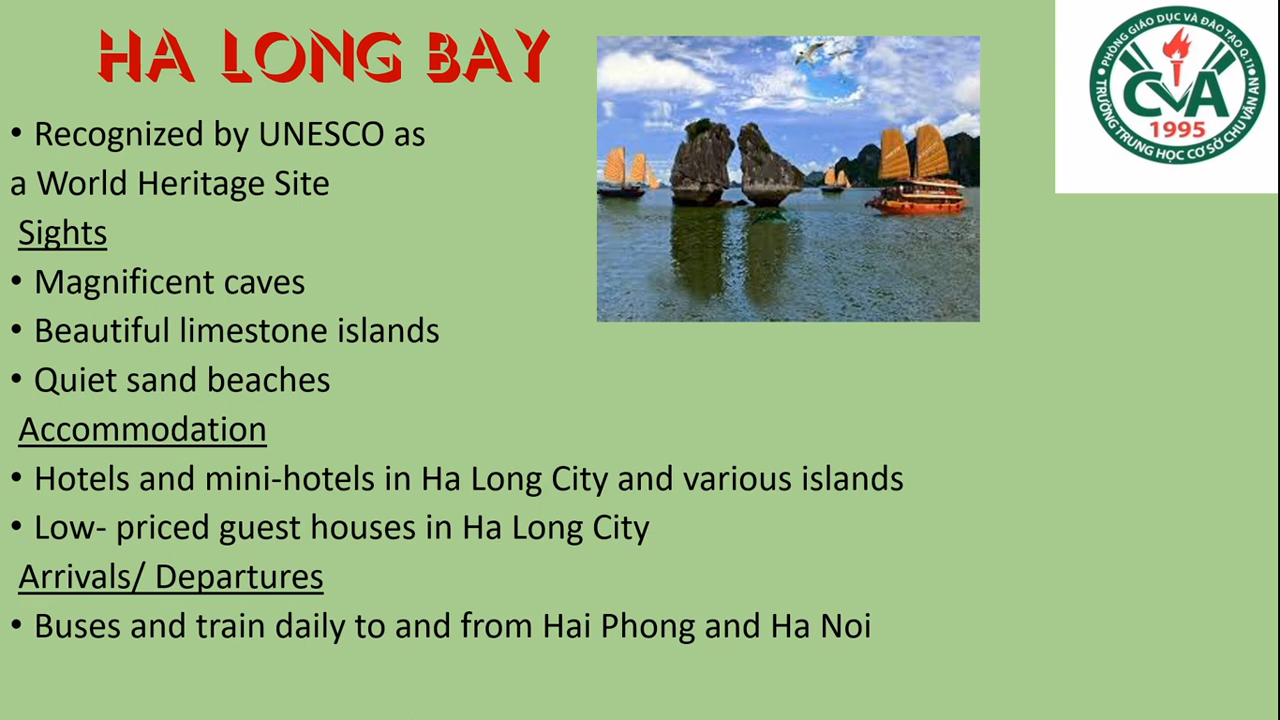 HA LONG BAY
• Recognized by UNESCO as
a World Heritage Site
Sights
• Magnificent caves
• Beautiful limestone islands
• Quiet sand beaches
Accommodation
• Hotels and mini-hotels in Ha Long City and various islands
• Low- priced guest houses in Ha Long City
Arrivals/ Departures
• Buses and train daily to and from Hai Phong and Ha Noi
PHÒNG GIÁO DỤC VÀ ĐÀO TẠO Q.11
CVA
1995
TRƯỜNG TRUNG HỌC CƠ SỞ CHU VĂN AN